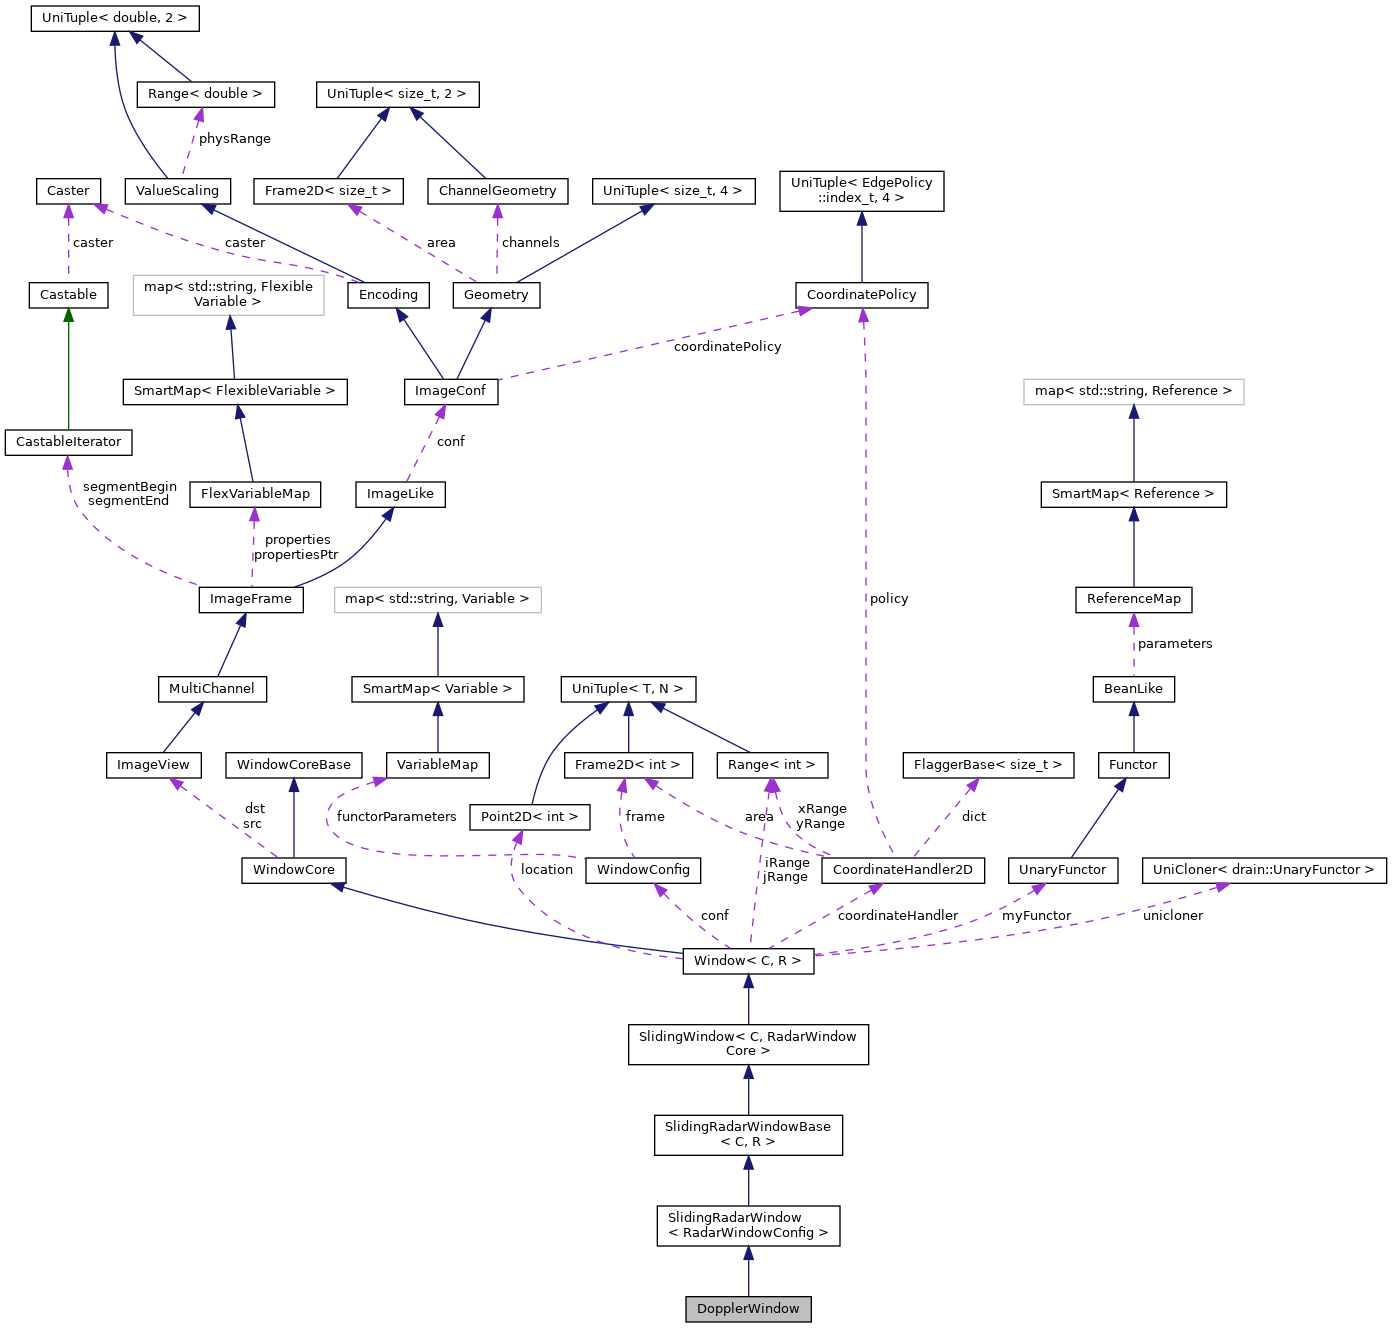 UniTuple< double, 2 >
Range< double >
UniTuple< size_t, 2 >
physRange
Caster
ValueScaling
Frame2D< size_t >
ChannelGeometry
UniTuple< size_t, 4 >
UniTuple< EdgePolicy
::index_t, 4 >
caster
caster
area
channels
Castable
map< std::string, Flexible
Variable >
Encoding
Geometry
CoordinatePolicy
coordinatePolicy
SmartMap< FlexibleVariable >
ImageConf
map< std::string, Reference >
CastableIterator
conf
segmentBegin
segmentEnd
FlexVariableMap
ImageLike
SmartMap< Reference >
properties
propertiesPtr
ImageFrame
map< std::string, Variable >
policy
ReferenceMap
parameters
MultiChannel
SmartMap< Variable >
UniTuple< T, N >
BeanLike
ImageView
WindowCoreBase
VariableMap
Frame2D< int >
Range< int >
FlaggerBase< size_t >
Functor
dst
src
functorParameters
Point2D< int >
frame
area
xRange
yRange
dict
WindowCore
location
WindowConfig
iRange
jRange
CoordinateHandler2D
UnaryFunctor
UniCloner< drain::UnaryFunctor >
conf
coordinateHandler
myFunctor
unicloner
Window< C, R >
SlidingWindow< C, RadarWindow
Core >
SlidingRadarWindowBase
< C, R >
SlidingRadarWindow
< RadarWindowConfig >
DopplerWindow